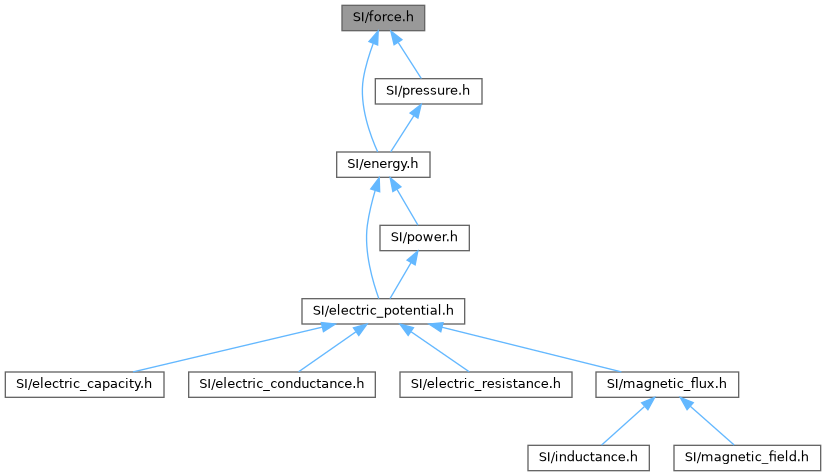 SI/force.h
SI/pressure.h
SI/energy.h
SI/power.h
SI/electric_potential.h
SI/electric_capacity.h
SI/electric_conductance.h
SI/electric_resistance.h
SI/magnetic_flux.h
SI/inductance.h
SI/magnetic_field.h